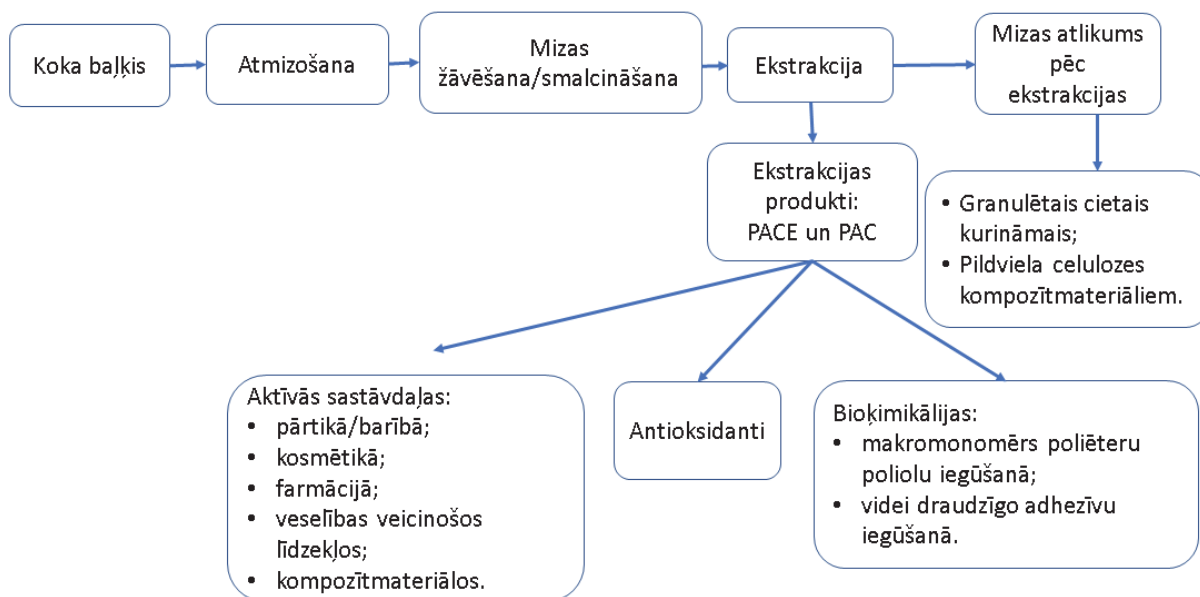 Koka baļķis
Atmizošana
Mizas
žāvēšana/smalcināšana
Ekstrakcija
Mizas atlikums
pēc
ekstrakcijas
Ekstrakcijas
produkti:
PACE un PAC
• Granulētais cietais
kurināmais;
• Pildviela celulozes
kompozītmateriāliem.
Aktīvās sastāvdaļas:
• pārtikā/barībā;
• kosmētikā;
• farmācijā;
• veselības veicinošos
līdzekļos;
• kompozītmateriālos.
Antioksidanti
Bioķimikālijas:
• makromonomērs poliēteru
poliolu iegūšanā;
• videi draudzīgo adhezīvu
iegūšanā.